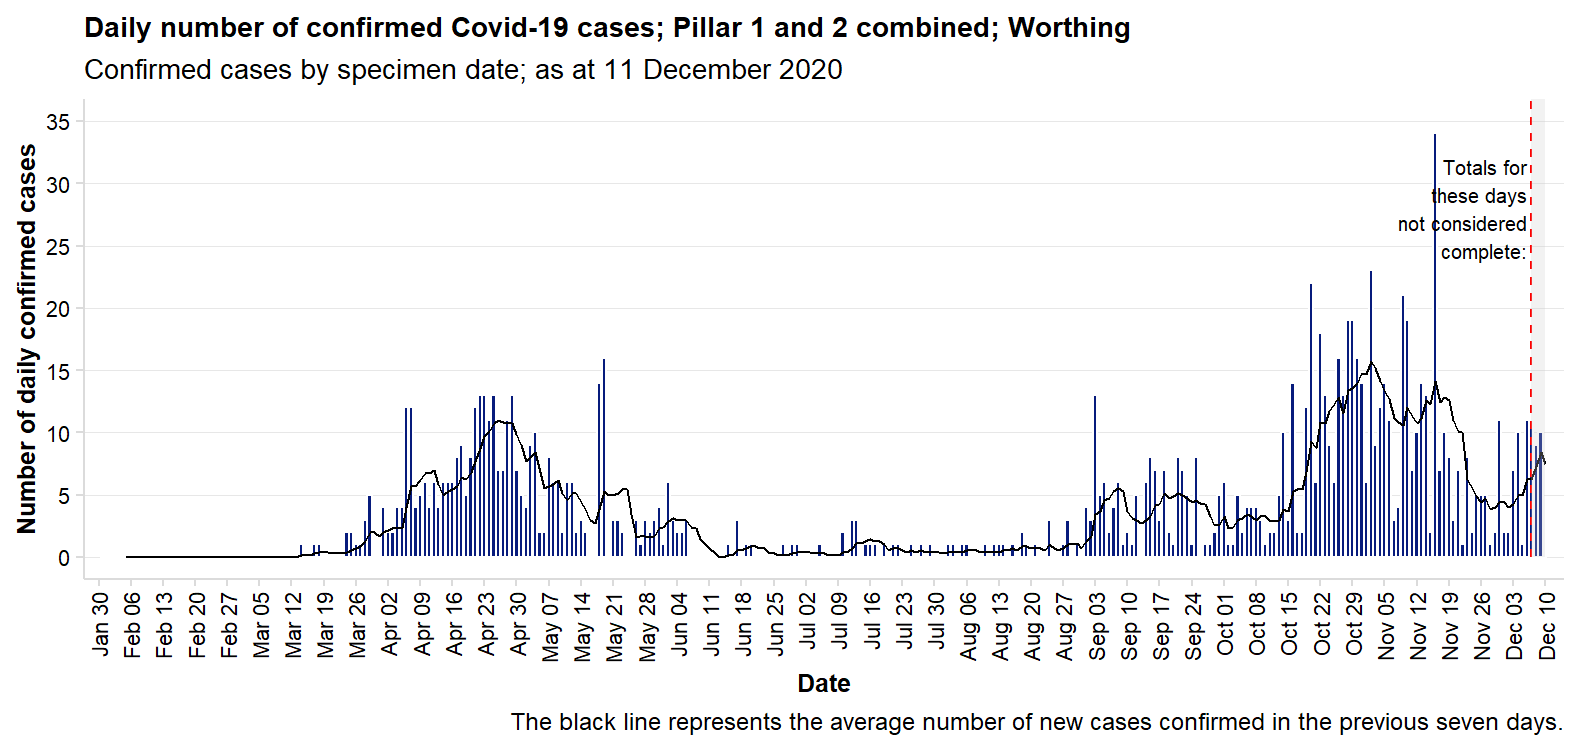 Daily number of confirmed Covid-19 cases; Pillar 1 and 2 combined; Worthing
Confirmed cases by specimen date; as at 11 December 2020
Number of daily confirmed cases
35
30
25
20
15
10
5
0
Totals for
these days
not considered
complete:
Jan 30
Feb 06
Feb 13
Feb 20
Feb 27
Mar 05
Mar 12
Mar 19
Mar 26
Apr 02
Apr 09
Apr 16
Apr 23
Apr 30
May 07
May 14
May 21
May 28
Jun 04
Jun 11
Jun 18
Jun 25
Jul 02
Jul 09
Jul 16
Jul 23
Jul 30
Aug 06
Aug 13
Aug 20
Aug 27
Sep 03
Sep 10
Sep 17
Sep 24
Oct 01
Oct 08
Oct 15
Oct 22
Oct 29
Nov 05
Nov 12
Nov 19
Nov 26
Dec 03
Dec 10
Date
The black line represents the average number of new cases confirmed in the previous seven days.